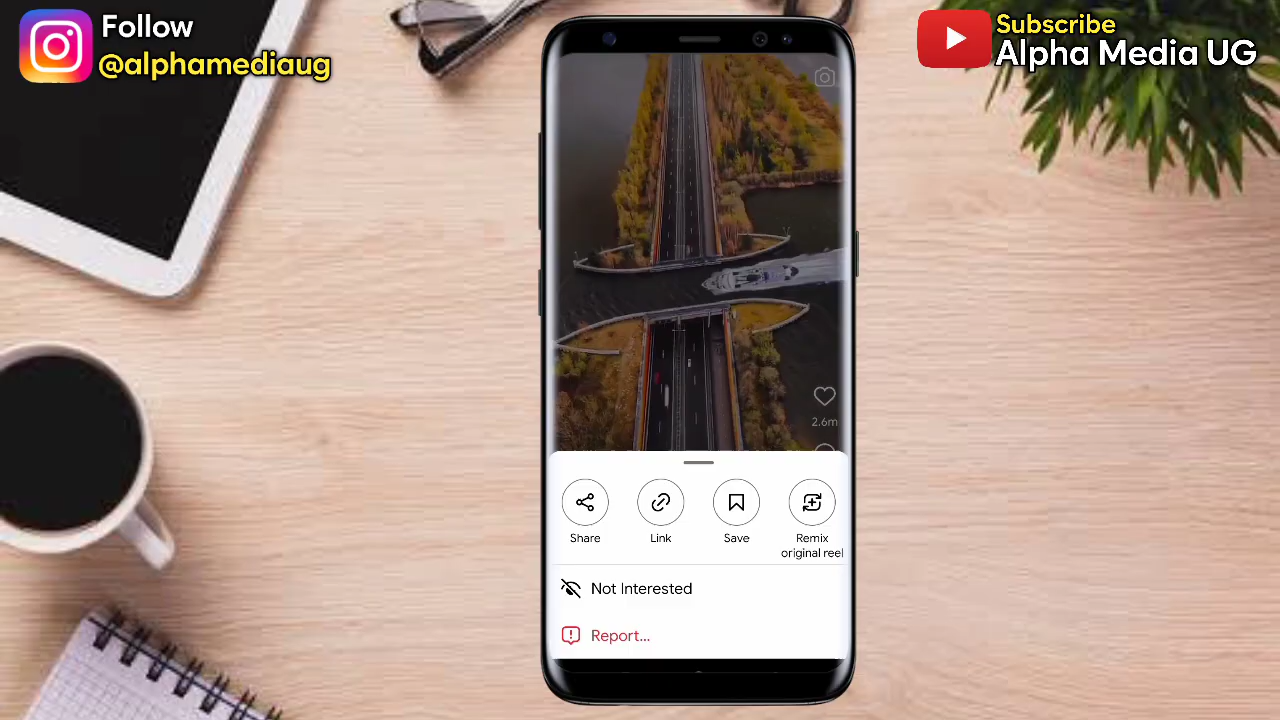 Follow
@alphamediaug
Subscribe
Alpha Media UG
2.6m
Share
Link
Save
Remix
original reel
Not Interested
Report...